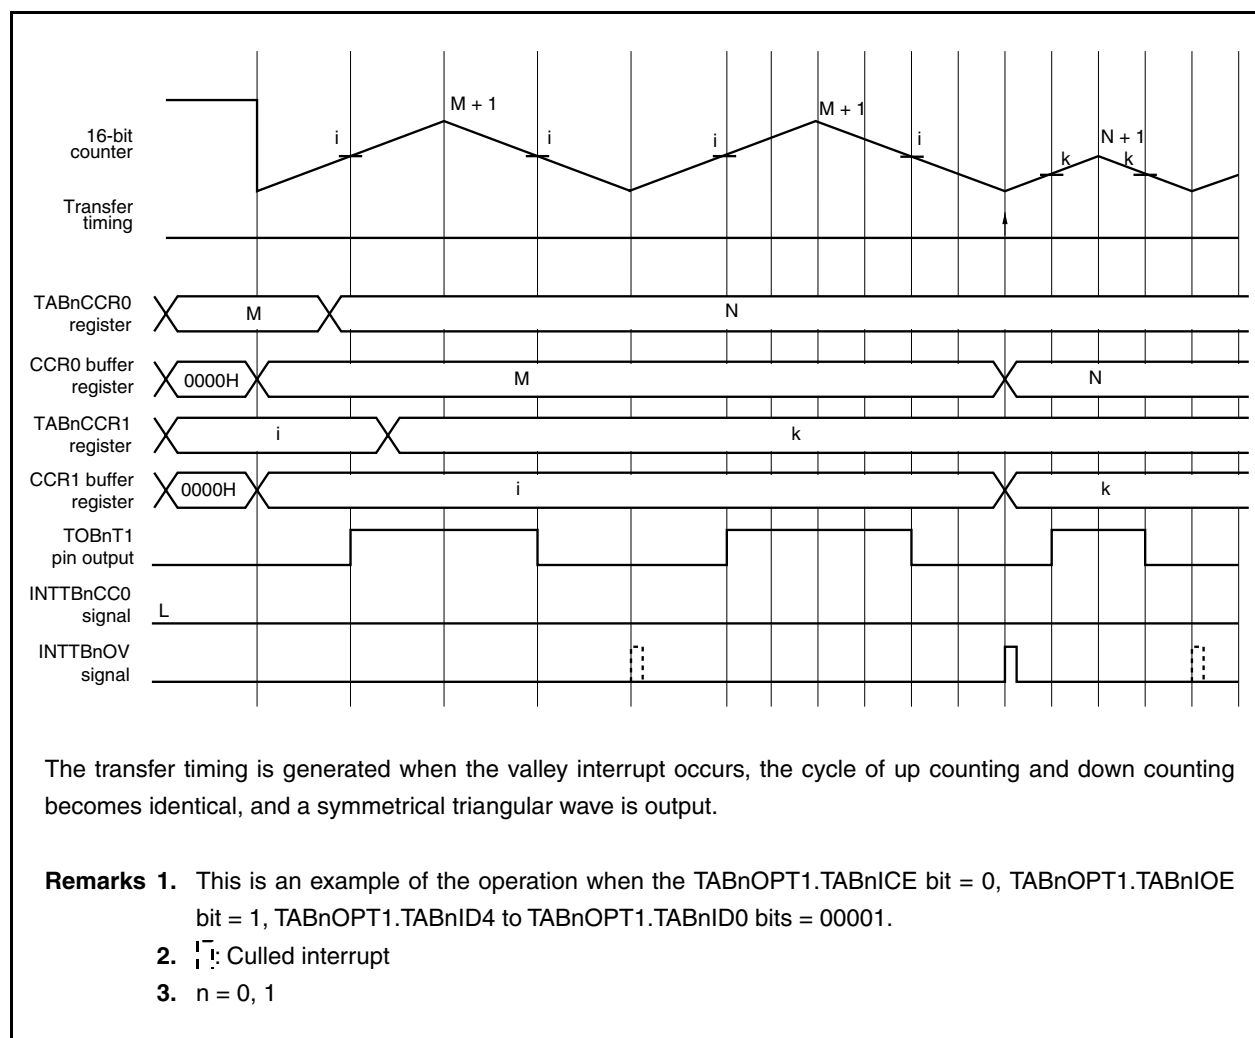 M + 1
M + 1
i
i
i
i
N + 1
k
k
16-bit
counter
Transfer
timing
TABnCCR0
register
M
N
CCR0 buffer
register
0000H
M
N
TABnCCR1
register
i
k
CCR1 buffer
register
0000H
i
k
TOBnT1
pin output
INTTBnCC0
signal
L
INTTBnOV
signal
The transfer timing is generated when the valley interrupt occurs, the cycle of up counting and down counting
becomes identical, and a symmetrical triangular wave is output.
Remarks 1. This is an example of the operation when the TABnOPT1.TABnICE bit = 0, TABnOPT1.TABnIOE
bit = 1, TABnOPT1.TABnID4 to TABnOPT1.TABnID0 bits = 00001.
2. : Culled interrupt
3. n = 0, 1